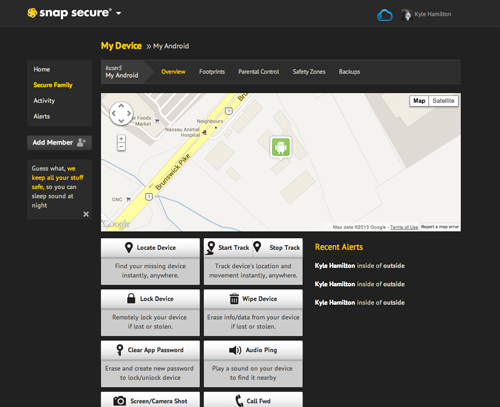 snap secure
Kyle Hamilton
My Device » My Android
Home
Secure Family
Activity
Alerts
Add Member
Guess what, we
keep all your stuff
safe, so you can
sleep sound at
night
kuser5
My Android
Overview
Footprints
Parental Control
Safety Zones
Backups
Map
Satellite
Foods
Market
Neighbours
Nassau Animal
Hospital
1
Brunswick Pike
Brunswick Pike
GNC
1
Google
Map data ©2013 Google - Terms of Use Report a map error
Locate Device
Find your missing device
instantly, anywhere.
Start Track
Stop Track
Track device's location and
movement instantly, anywhere.
Lock Device
Remotely lock your device
if lost or stolen.
Wipe Device
Erase info/data from your device
if lost or stolen.
Clear App Password
Erase and create new password
to lock/unlock device
Audio Ping
Play a sound on your device
to find it nearby
Screen/Camera Shot
Call Fwd
Recent Alerts
Kyle Hamilton inside of outside
Kyle Hamilton inside of outside
Kyle Hamilton inside of outside